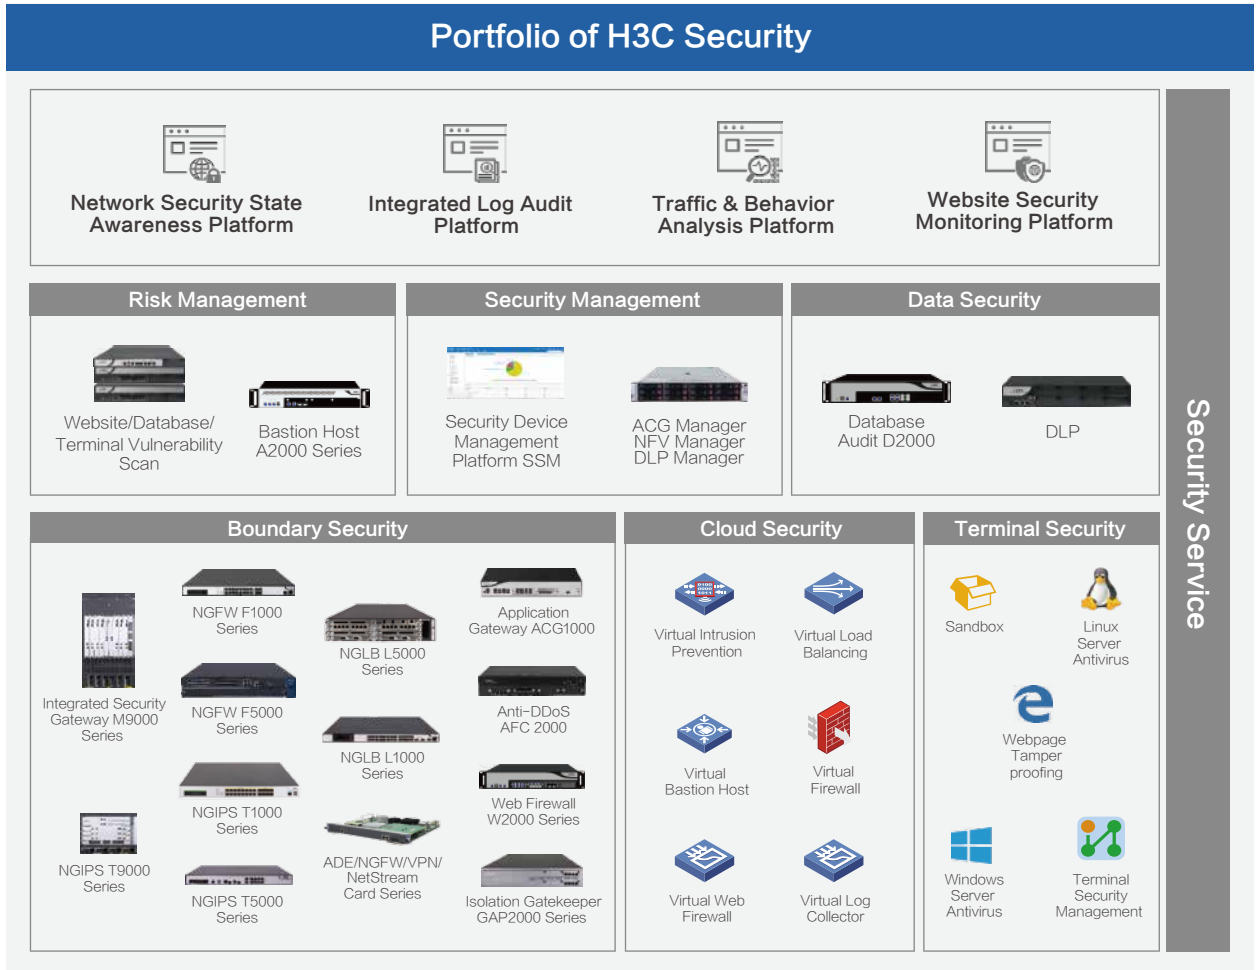 Portfolio of H3C Security
Network Security State
Awareness Platform
Integrated Log Audit
Platform
Traffic & Behavior
Analysis Platform
Website Security
Monitoring Platform
Security Service
Risk Management
Website/Database/
Terminal Vulnerability
Scan
Bastion Host
A2000 Series
Security Management
Security Device
Management
Platform SSM
ACG Manager
NFV Manager
DLP Manager
Data Security
Database
Audit D2000
DLP
Boundary Security
Integrated Security
Gateway M9000
Series
NGIPS T9000
Series
NGFW F1000
Series
NGFW F5000
Series
NGIPS T1000
Series
NGIPS T5000
Series
NGLB L5000
Series
NGLB L1000
Series
ADE/NGFW/VPN/
NetStream
Card Series
Application
Gateway ACG1000
Anti-DDoS
AFC 2000
Web Firewall
W2000 Series
Isolation Gatekeeper
GAP2000 Series
Cloud Security
0100
0000
1011
Virtual Intrusion
Prevention
Virtual Load
Balancing
Virtual
Bastion Host
Virtual
Firewall
Virtual Web
Firewall
Virtual Log
Collector
Terminal Security
Sandbox
Linux
Server
Antivirus
Webpage
Tamper
proofing
Windows
Server
Antivirus
Terminal
Security
Management